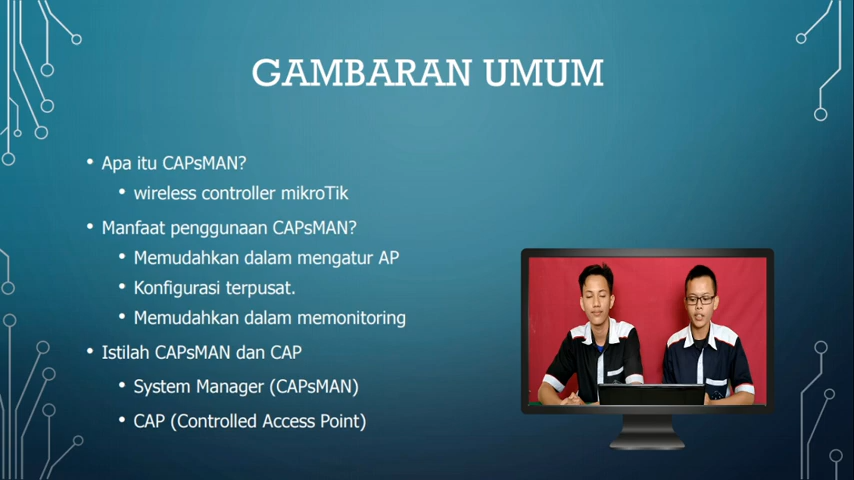 GAMBARAN UMUM
• Apa itu CAPsMAN?
• wireless controller mikroTik
• Manfaat penggunaan CAPsMAN?
• Memudahkan dalam mengatur AP
• Konfigurasi terpusat.
• Memudahkan dalam memonitoring
• Istilah CAPsMAN dan CAP
• System Manager (CAPsMAN)
• CAP (Controlled Access Point)